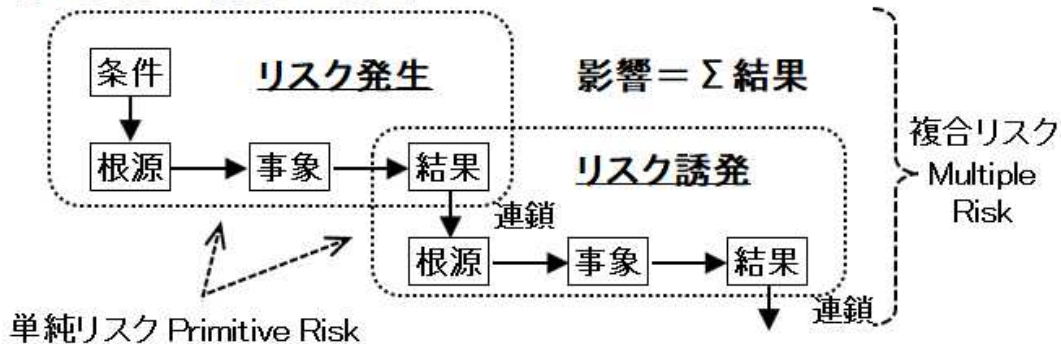 条件
リスク発生
影響＝Σ結果
根源
事象
結果
リスク誘発
複合リスク
Multiple
Risk
連鎖
根源
事象
結果
連鎖
単純リスク Primitive Risk